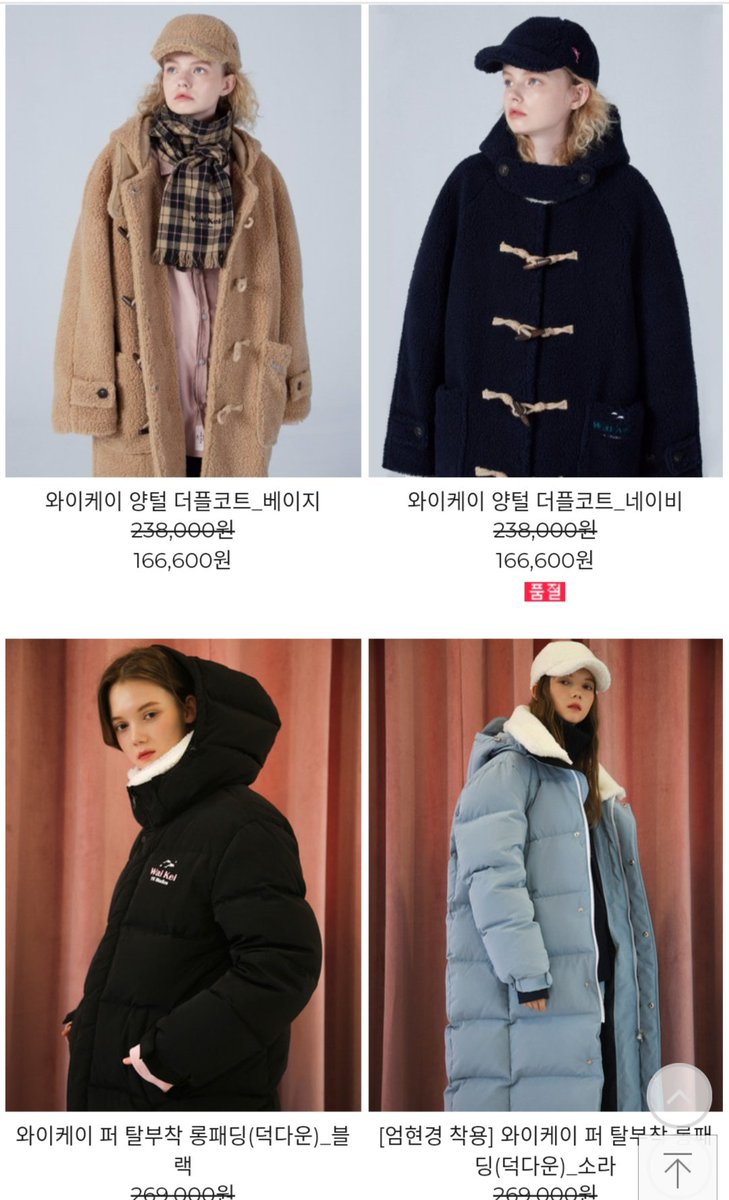 와이케이 양털 더플코트_베이지
238,000원
166,600원
와이케이 양털 더플코트_네이비
238,000원
166,600원
품절
Wai Kei
Wai Kei
Wai Kei
와이케이 퍼 탈부착 롱패딩(덕다운)_블
랙
269,000원
[엄현경 착용] 와이케이 퍼 탈부착 롱패
딩(덕다운)_소라
269,000원